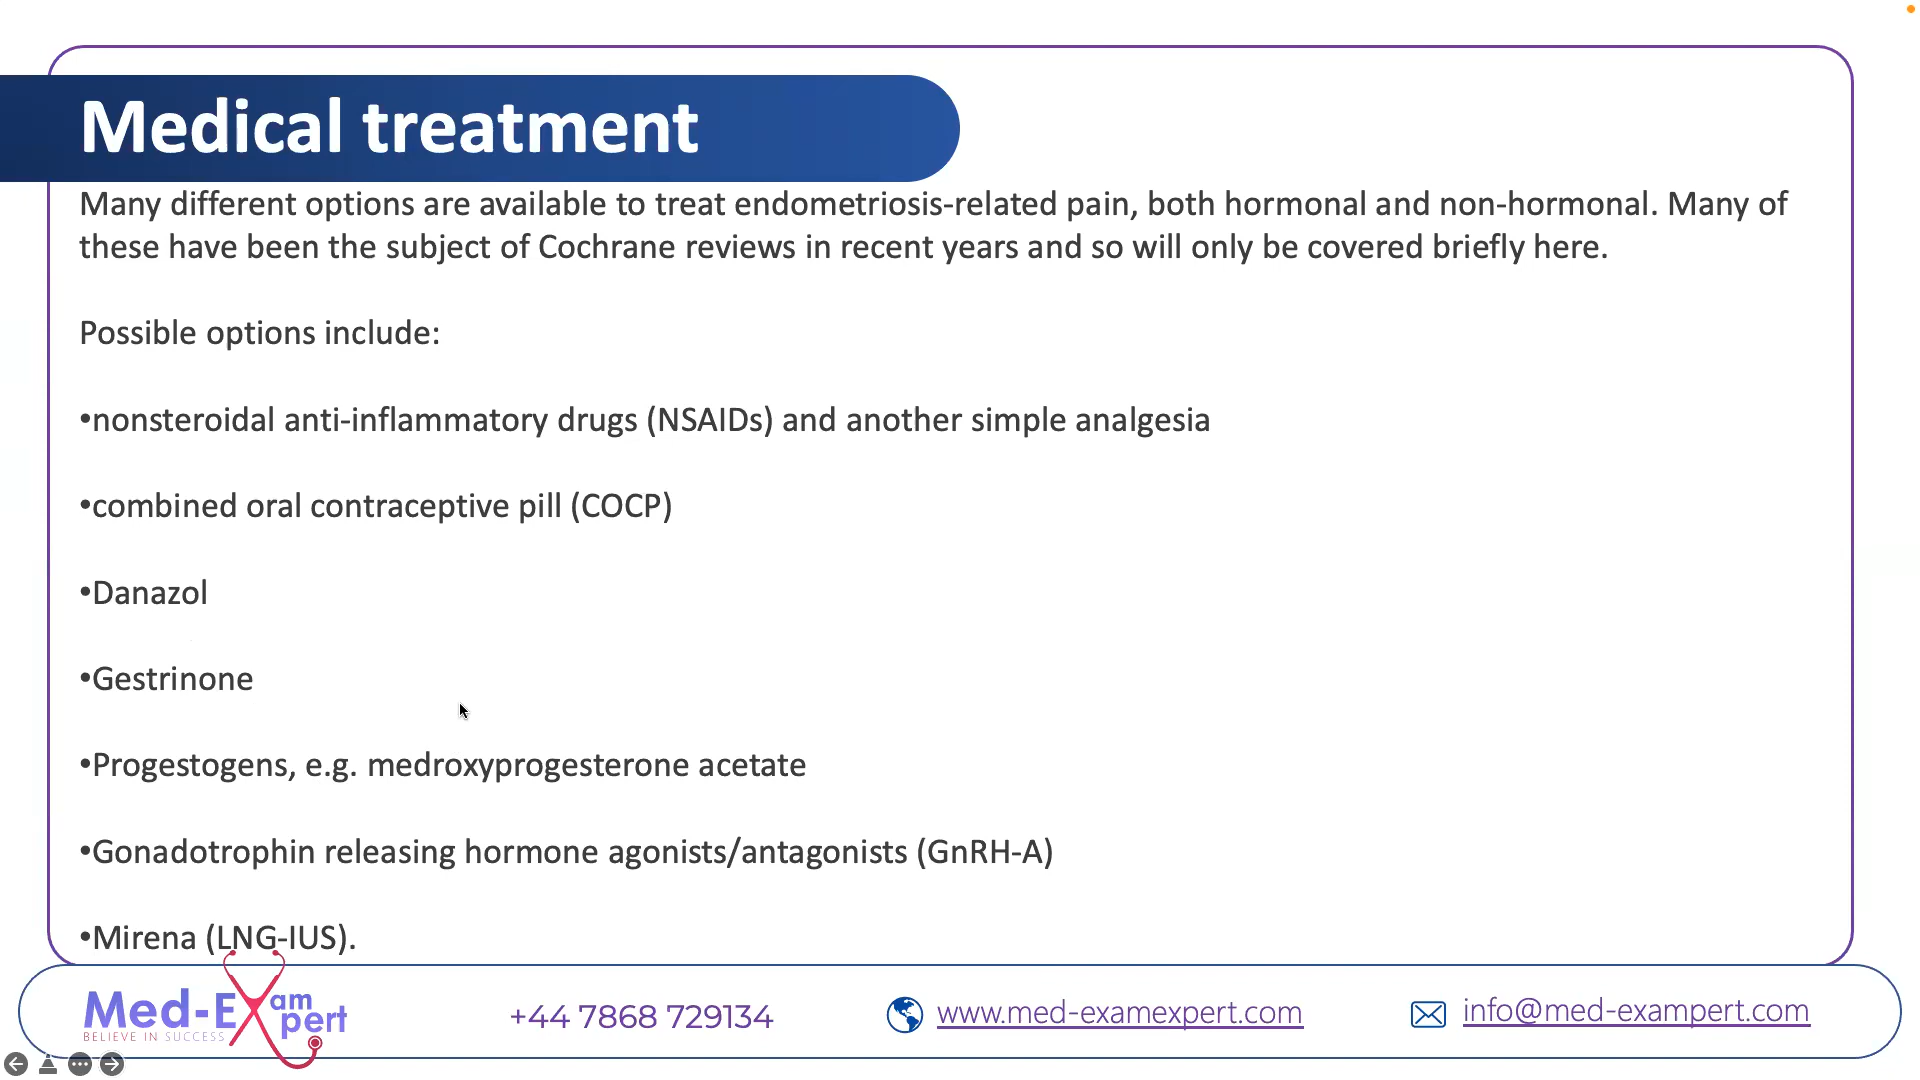 Medical treatment
Many different options are available to treat endometriosis-related pain, both hormonal and non-hormonal. Many of
these have been the subject of Cochrane reviews in recent years and so will only be covered briefly here.
Possible options include:
•nonsteroidal anti-inflammatory drugs (NSAIDs) and another simple analgesia
•combined oral contraceptive pill (COCP)
•Danazol
•Gestrinone
•Progestogens, e.g. medroxyprogesterone acetate
•Gonadotrophin releasing hormone agonists/antagonists (GnRH-A)
•Mirena (LNG-IUS).
Med-Exam pert
BELIEVE IN SUCCESS
+44 7868 729134
www.med-examexpert.com
info@med-exampert.com